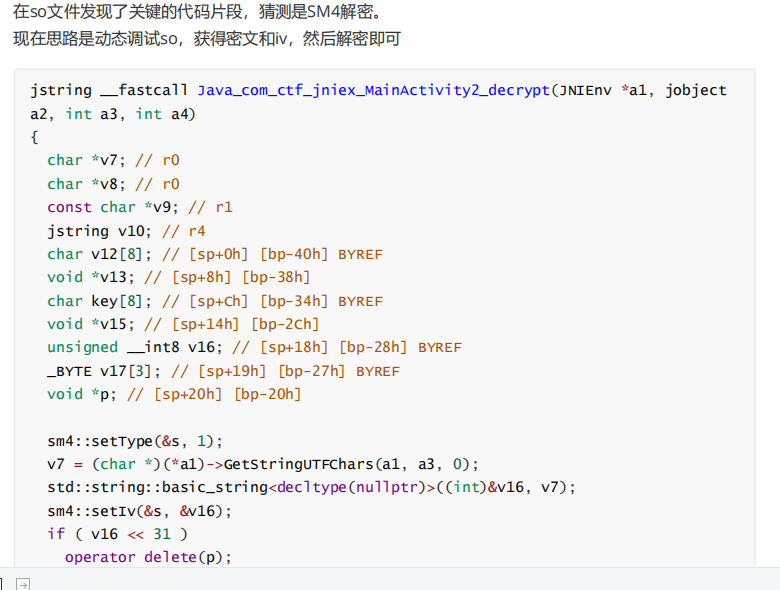 在so文件发现了关键的代码片段，猜测是SM4解密。
现在思路是动态调试so，获得密文和iv，然后解密即可
jstring __fastcall Java_com_ctf_jniex_MainActivity2_decrypt(JNIEnv *a1, jobject
a2, int a3, int a4)
{
char *v7; // r0
char *v8; // r0
const char *v9; // r1
jstring v10; // r4
char v12[8]; // [sp+0h] [bp-40h] BYREF
void *v13; // [sp+8h] [bp-38h]
char key[8]; // [sp+Ch] [bp-34h] BYREF
void *v15; // [sp+14h] [bp-2Ch]
unsigned __int8 v16; // [sp+18h] [bp-28h] BYREF
_BYTE v17[3]; // [sp+19h] [bp-27h] BYREF
void *p; // [sp+20h] [bp-20h]
sm4::setType(&s, 1);
v7 = (char *)(*a1)->GetStringUTFChars(a1, a3, 0);
std::string::basic_string<decltype(nullptr)>((int)&v16, v7);
sm4::setIv(&s, &v16);
if ( v16 << 31 )
operator delete(p);